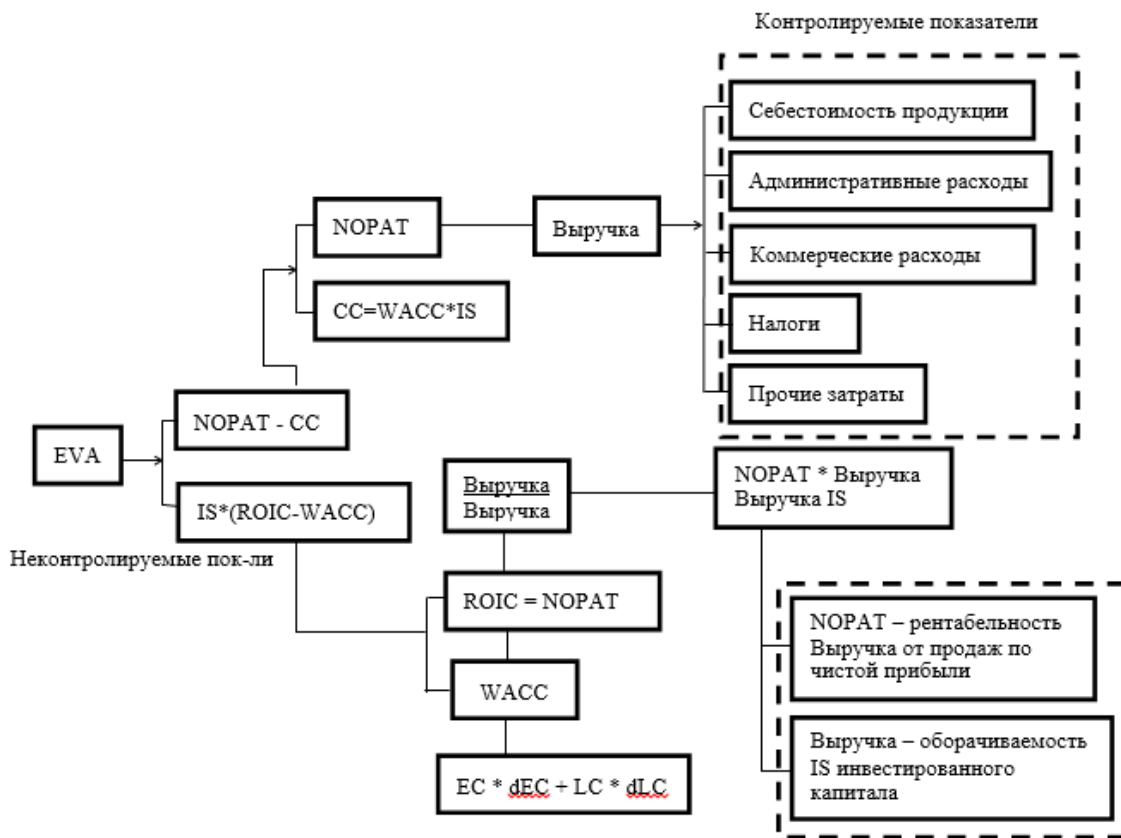 Контролируемые показатели
Себестоимость продукции
Административные расходы
NOPAT
Выручка
Коммерческие расходы
CC=WACC*IS
Налоги
Прочие затраты
NOPAT - CC
EVA
IS*(ROIC-WACC)
Неконтролируемые пок-ли
Выручка
Выручка
NOPAT * Выручка
Выручка IS
ROIC = NOPAT
WACC
EC * dEC + LC * dLC
NOPAT – рентабельность
Выручка от продаж по
чистой прибыли
Выручка – оборачиваемость
IS инвестированного
капитала